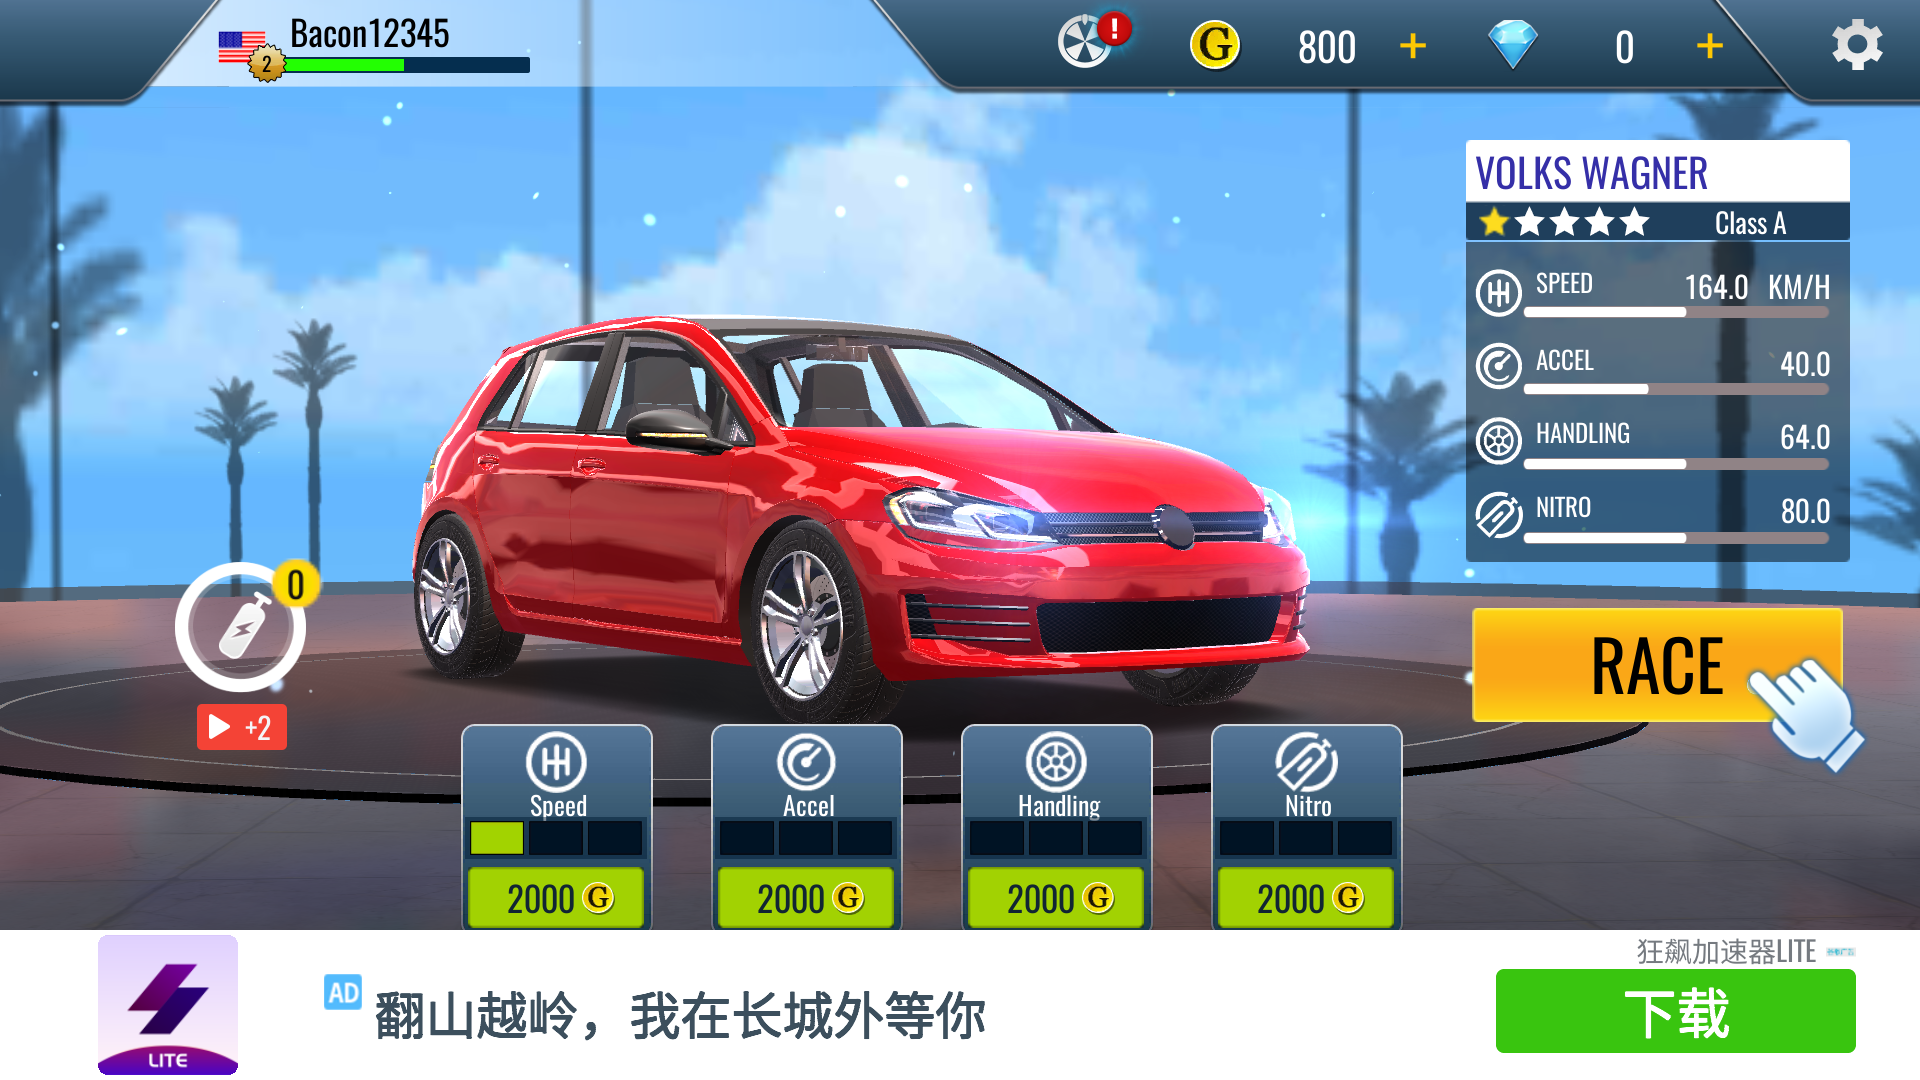 Bacon12345
2
!
G
800
+
0
+
VOLKS WAGNER
Class A
SPEED
164.0 KM/H
ACCEL
40.0
HANDLING
64.0
NITRO
80.0
0
+2
RACE
Speed
Accel
Handling
Nitro
2000 G
2000 G
2000 G
2000 G
狂飙加速器LITE
AD
翻山越岭，我在长城外等你
下载
LITE